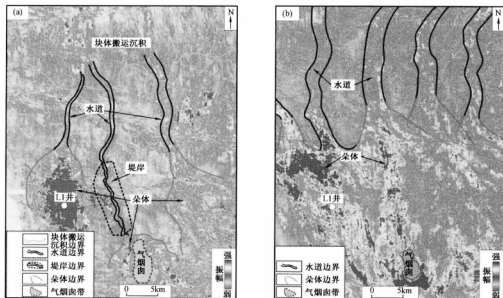 (a)
N
块体搬运沉积
水道
堤岸
L1井
朵体
气烟囱
块体搬运
沉积边界
水道边界
堤岸边界
朵体边界
气烟囱带
0 5km
强
振幅
弱
(b)
N
水道
朵体
L1井
气烟囱
水道边界
朵体边界
气烟囱带
0 5km
强
振幅
弱